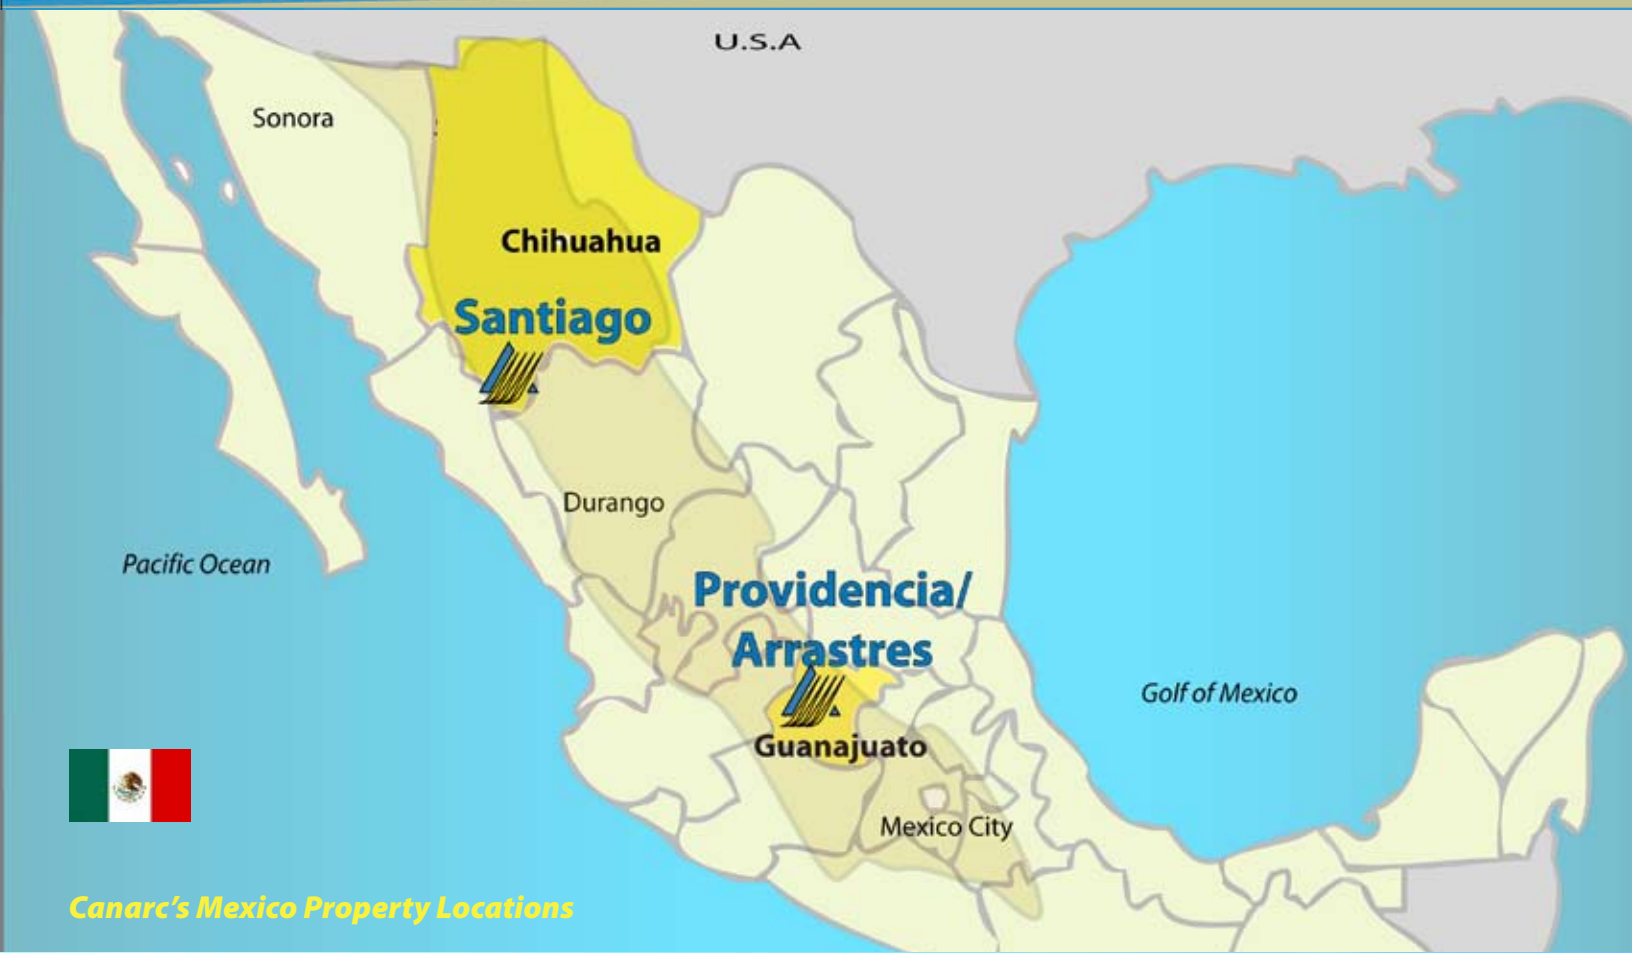 U.S.A
Sonora
Chihuahua
Santiago
Durango
Pacific Ocean
Providencia/
Arrastres
Golf of Mexico
Guanajuato
Mexico City
Canarc's Mexico Property Locations